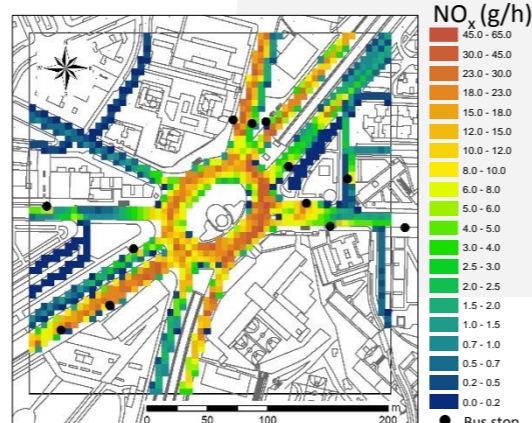 NOx (g/h)
45.0 - 65.0
30.0 - 45.0
23.0 - 30.0
18.0 - 23.0
15.0 - 18.0
12.0 - 15.0
10.0 - 12.0
8.0 - 10.0
6.0 - 8.0
5.0 - 6.0
4.0 - 5.0
3.0 - 4.0
2.5 - 3.0
2.0 - 2.5
1.5 - 2.0
1.0 - 1.5
0.7 - 1.0
0.5 - 0.7
0.2 - 0.5
0.0 - 0.2
Bus stop
0 50 100 200
m